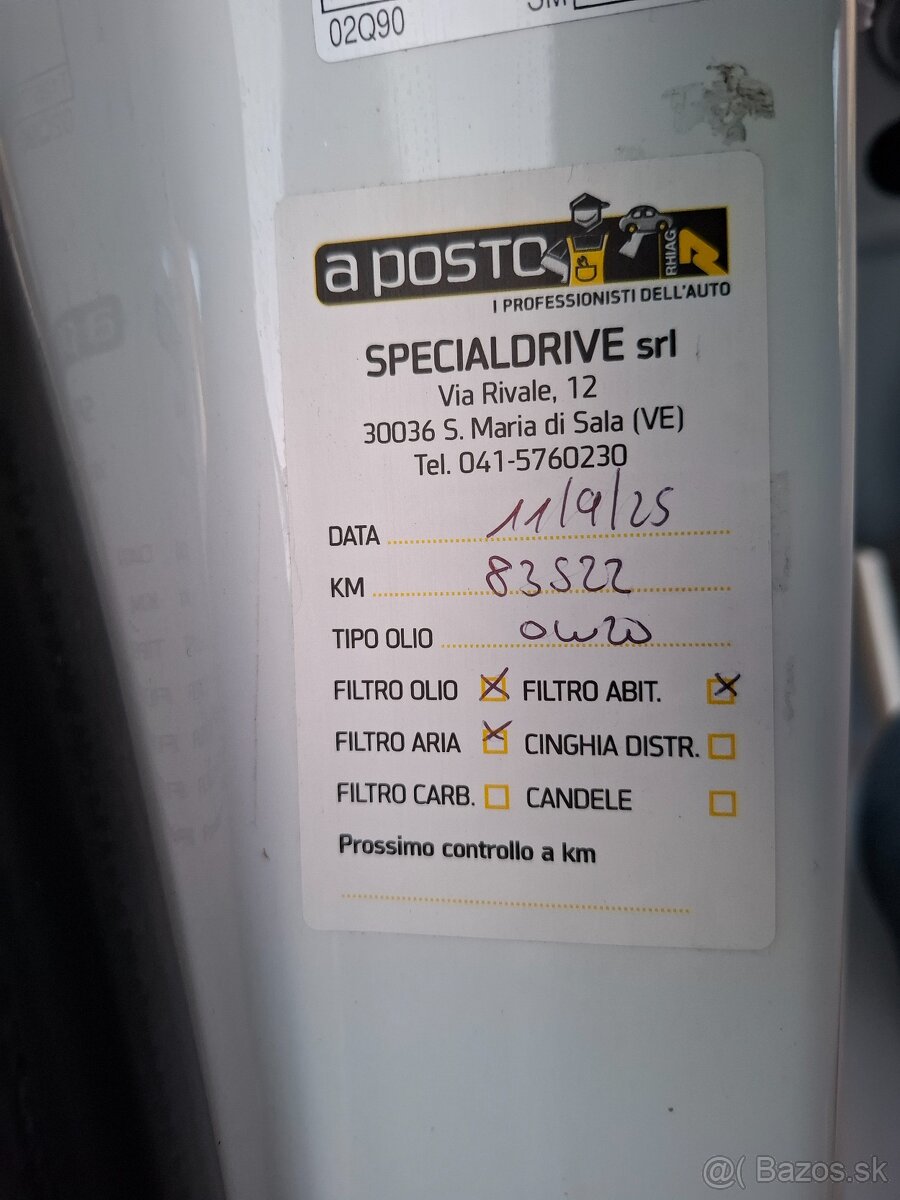 02Q90
a posto
RHIAG
I PROFESSIONISTI DELL'AUTO
SPECIALDRIVE srl
Via Rivale, 12
30036 S. Maria di Sala (VE)
Tel. 041-5760230
DATA 11/9/25
KM 83522
TIPO OLIO 0W20
FILTRO OLIO FILTRO ABIT.
FILTRO ARIA CINGHIA DISTR.
FILTRO CARB. CANDELE
Prossimo controllo a km
@( Bazos.sk